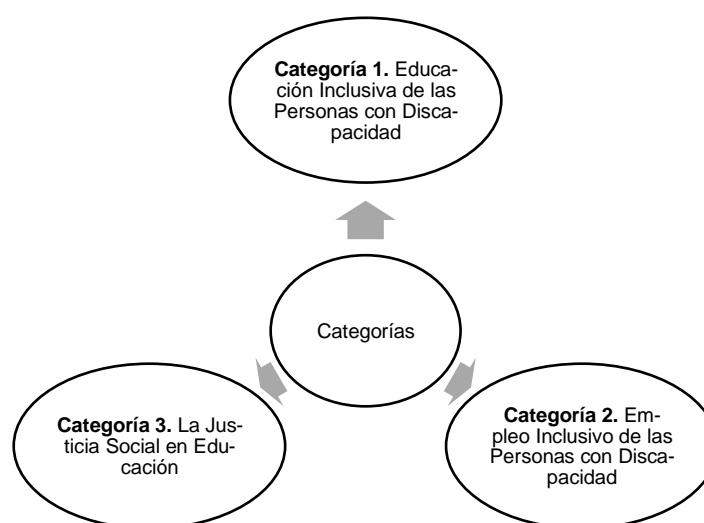 Categoría 1. Educa-
ción Inclusiva de las
Personas con Disca-
pacidad
Categorías
Categoría 3. La Jus-
ticia Social en Edu-
cación
Categoría 2. Em-
pleo Inclusivo de las
Personas con Disca-
pacidad